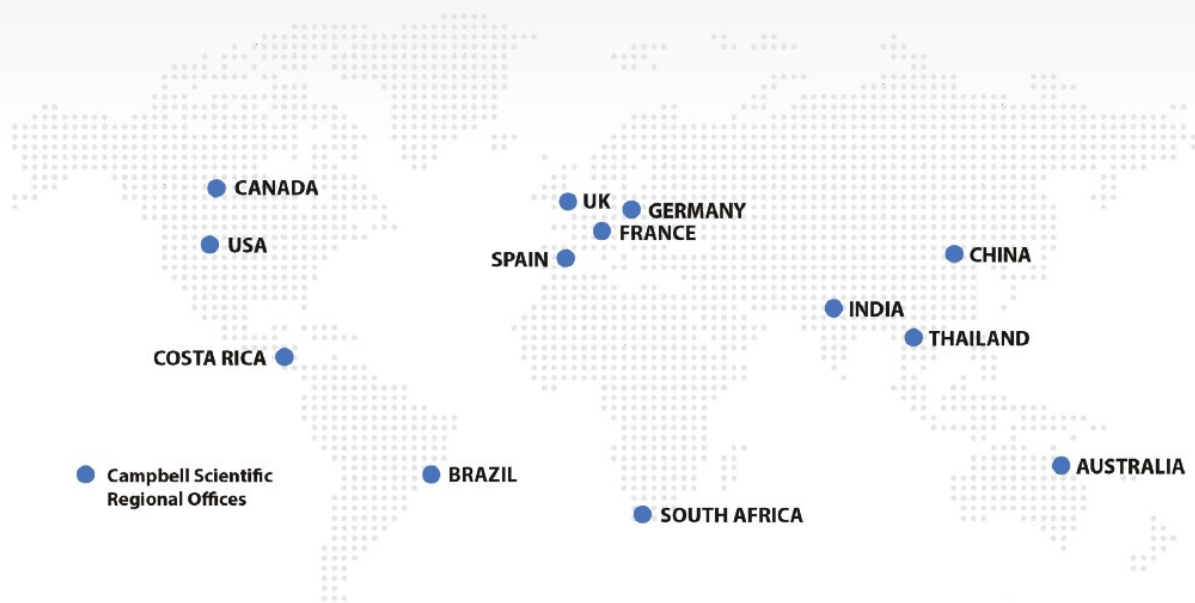 CANADA
UK
GERMANY
FRANCE
USA
SPAIN
CHINA
INDIA
THAILAND
COSTA RICA
Campbell Scientific
Regional Offices
BRAZIL
AUSTRALIA
SOUTH AFRICA